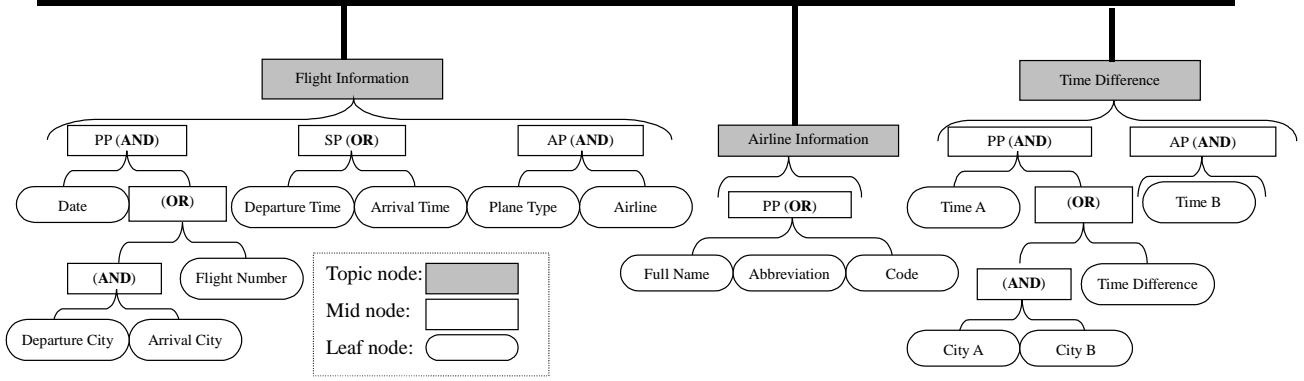 Flight Information
Time Difference
Airline Information
PP (AND)
SP (OR)
AP (AND)
PP (AND)
AP (AND)
Date
(OR)
Departure Time
Arrival Time
Plane Type
Airline
PP (OR)
Time A
(OR)
Time B
(AND)
Flight Number
Full Name
Abbreviation
Code
(AND)
Time Difference
Departure City
Arrival City
City A
City B
Topic node:
Mid node:
Leaf node: